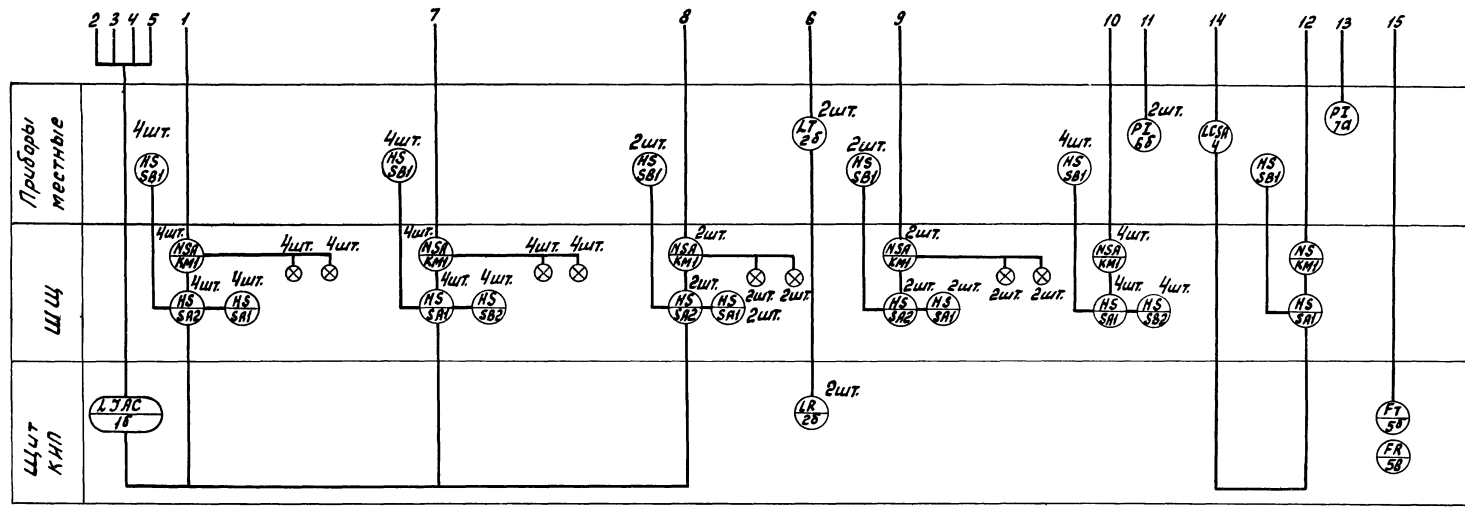 2 3 4 5 1 7 8 6 9 10 11 14 12 13 15
Приборы
местные
4шт.
HS
SB1
4шт.
HS
SB1
2шт.
HS
SB1
2шт.
LT
2б
2шт.
HS
SB1
4шт.
HS
SB1
2шт.
PI
6б
LCSA
4
HS
SB1
PI
7а
ЩЩ
4шт.
NSA
KM1
4шт. 4шт.
4шт.
HS
SA2
4шт.
HS
SA1
4шт.
NSA
KM1
4шт. 4шт.
4шт.
HS
SA1
4шт.
HS
SB2
2шт.
NSA
KM1
2шт. 2шт.
2шт.
HS
SA2
HS
SA1
2шт.
2шт.
NSA
KM1
2шт. 2шт.
2шт.
HS
SA2
2шт.
HS
SA1
4шт.
NSA
KM1
4шт.
HS
SA1
4шт.
HS
SB2
NS
KM1
HS
SA1
Щит
КНП
LJAC
1б
2шт.
LR
2б
FT
5б
FR
5в